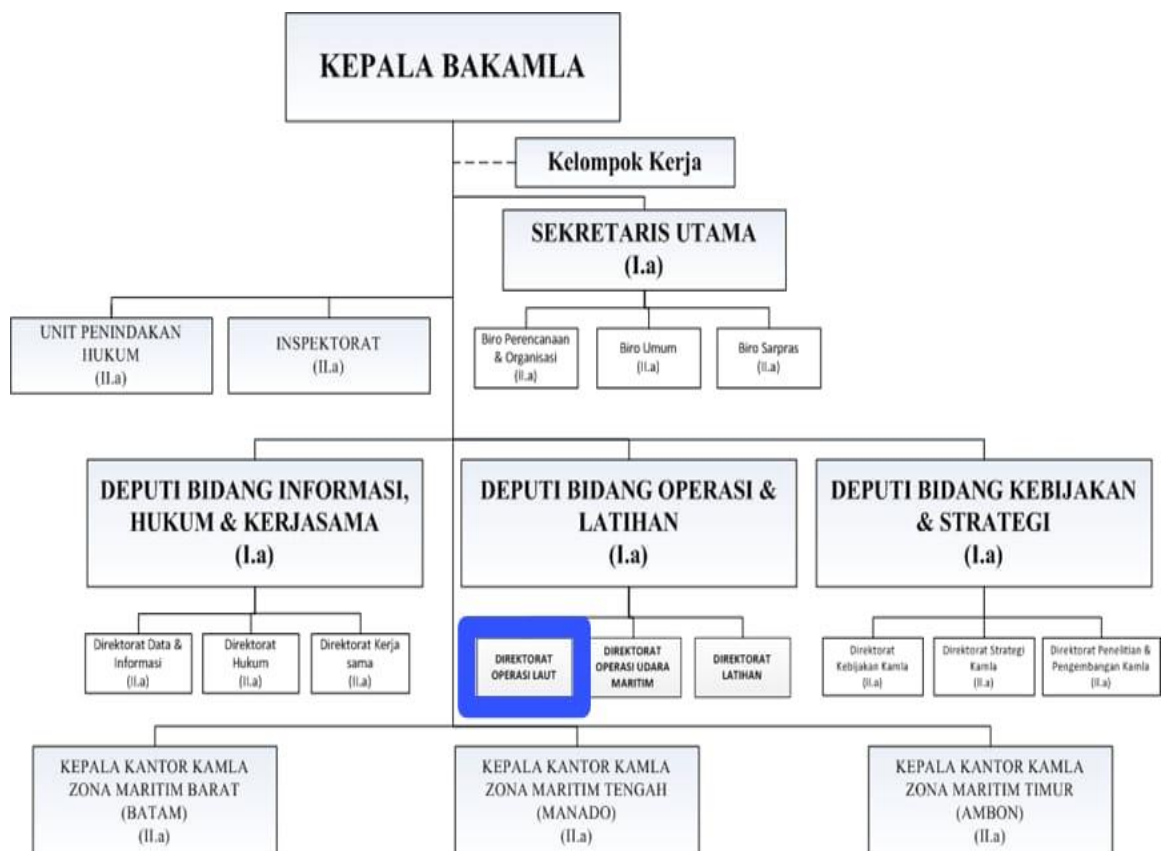 KEPALA BAKAMLA
Kelompok Kerja
SEKRETARIS UTAMA
(I.a)
UNIT PENINDAKAN
HUKUM
(II.a)
INSPEKTORAT
(II.a)
Biro Perencanaan
& Organisasi
(II.a)
Biro Umum
(II.a)
Biro Sarpras
(II.a)
DEPUTI BIDANG INFORMASI,
HUKUM & KERJASAMA
(I.a)
DEPUTI BIDANG OPERASI &
LATIHAN
(I.a)
DEPUTI BIDANG KEBIJAKAN
& STRATEGI
(I.a)
Direktorat Data &
Informasi
(II.a)
Direktorat
Hukum
(II.a)
Direktorat Kerja
sama
(II.a)
DIREKTORAT
OPERASI LAUT
DIREKTORAT
OPERASI UDARA
MARITIM
DIREKTORAT
LATIHAN
Direktorat
Kebijakan Kamla
(II.a)
Direktorat Strategi
Kamla
(II.a)
Direktorat Penelitian &
Pengembangan Kamla
(II.a)
KEPALA KANTOR KAMLA
ZONA MARITIM BARAT
(BATAM)
(II.a)
KEPALA KANTOR KAMLA
ZONA MARITIM TENGAH
(MANADO)
(II.a)
KEPALA KANTOR KAMLA
ZONA MARITIM TIMUR
(AMBON)
(II.a)